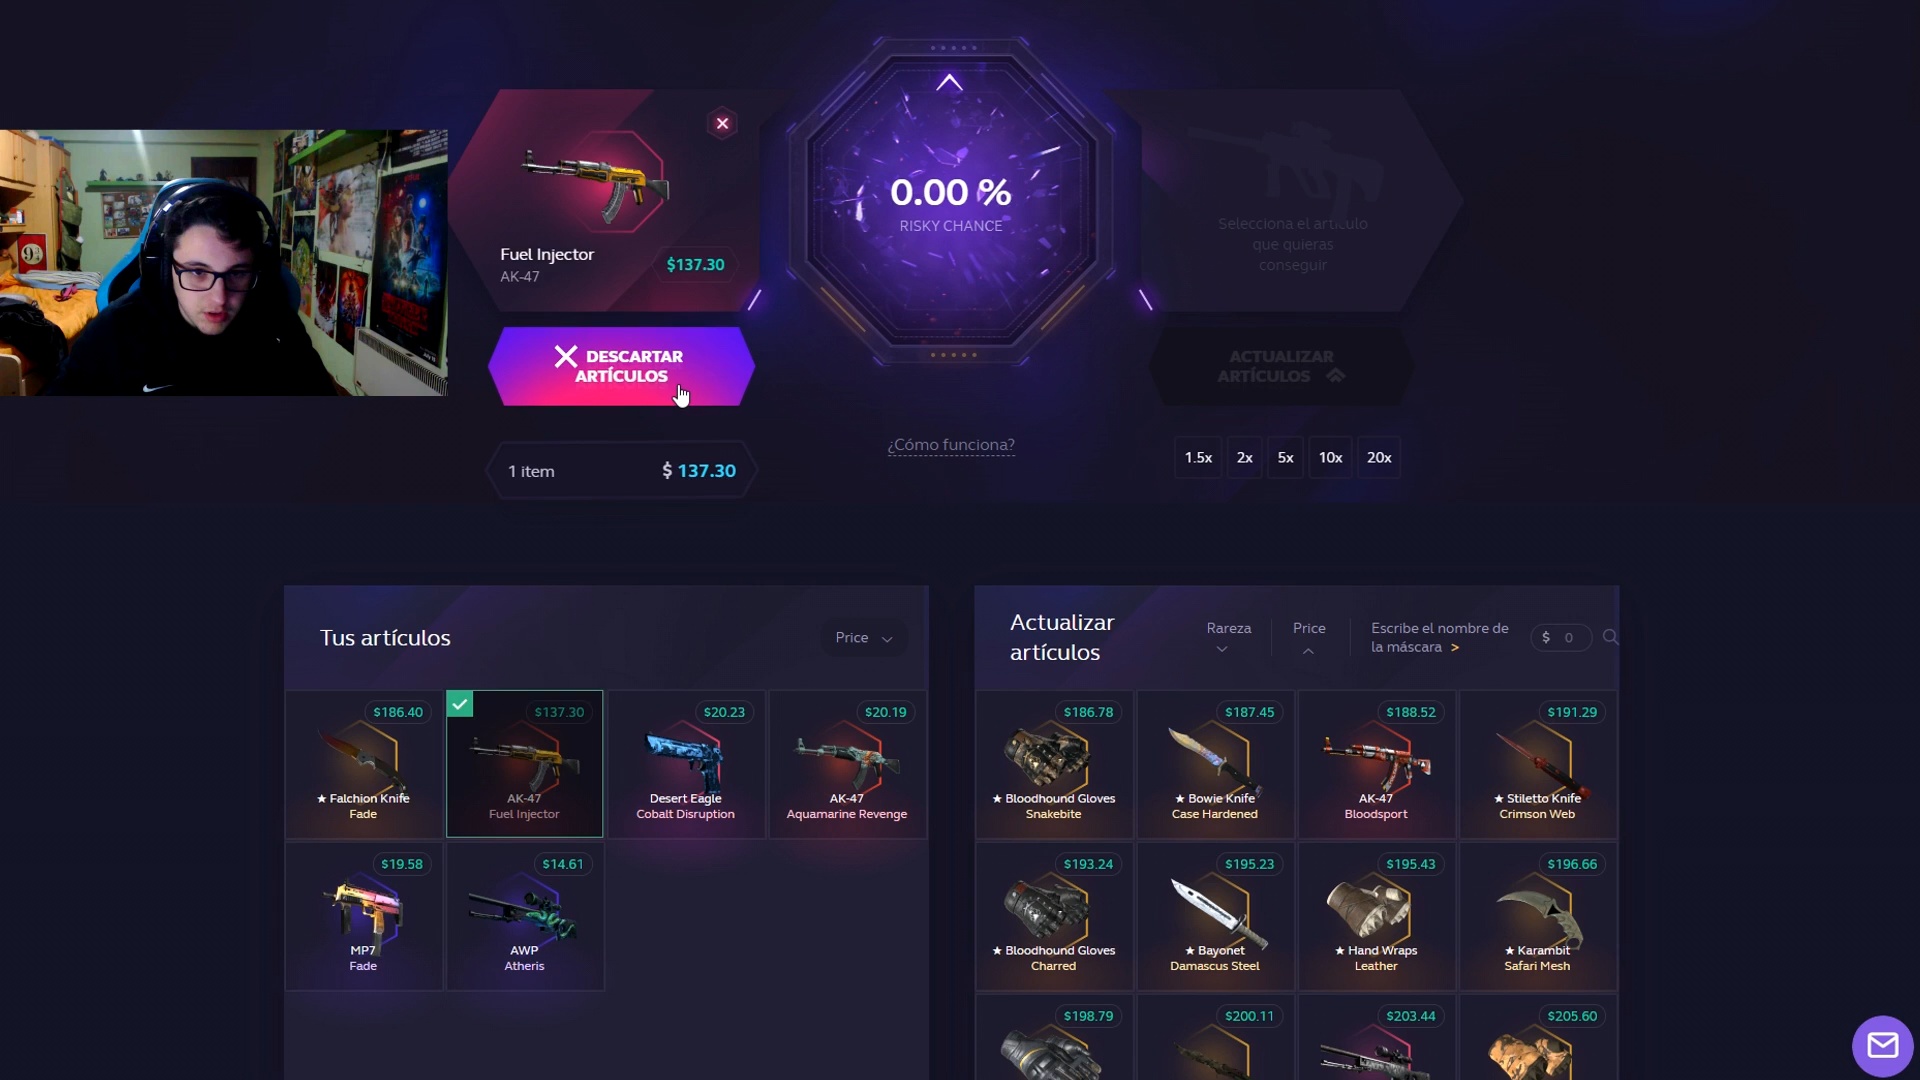 0.00 %
RISKY CHANCE
Fuel Injector
AK-47
$137.30
Selecciona el artículo
que quieras
conseguir
DESCARTAR
ARTÍCULOS
ACTUALIZAR
ARTÍCULOS
1 item
$ 137.30
¿Cómo funciona?
1.5x
2x
5x
10x
20x
Tus artículos
Price
Actualizar
artículos
Rareza
Price
Escribe el nombre de
la máscara >
$ 0
$186.40
★ Falchion Knife
Fade
$137.30
AK-47
Fuel Injector
$20.23
Desert Eagle
Cobalt Disruption
$20.19
AK-47
Aquamarine Revenge
$19.58
MP7
Fade
$14.61
AWP
Atheris
$186.78
★ Bloodhound Gloves
Snakebite
$187.45
★ Bowie Knife
Case Hardened
$188.52
AK-47
Bloodsport
$191.29
★ Stiletto Knife
Crimson Web
$193.24
★ Bloodhound Gloves
Charred
$195.23
★ Bayonet
Damascus Steel
$195.43
★ Hand Wraps
Leather
$196.66
★ Karambit
Safari Mesh
$198.79
$200.11
$203.44
$205.60